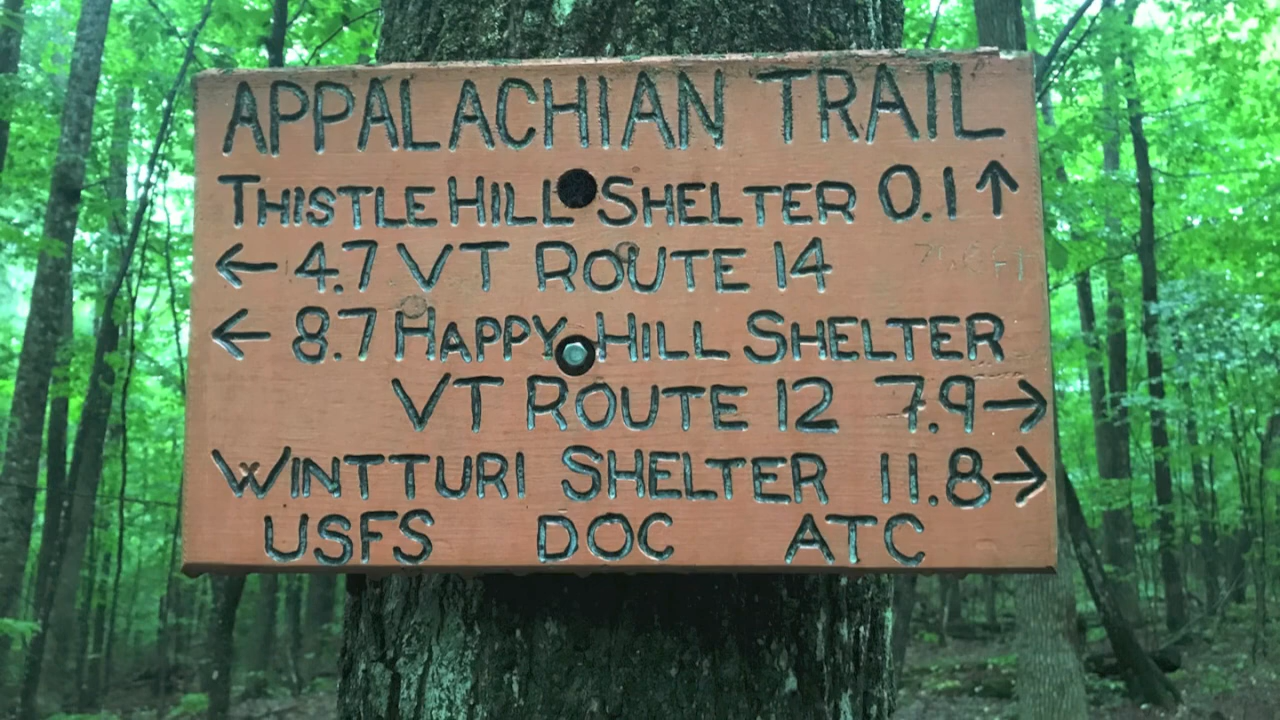 APPALACHIAN TRAIL
THISTLE HILL SHELTER 0.1 ↑
← 4.7 VT ROUTE 14
← 8.7 HAPPY HILL SHELTER
VT ROUTE 12 7.9 →
WINTTURI SHELTER 11.8 →
USFS DOC ATC